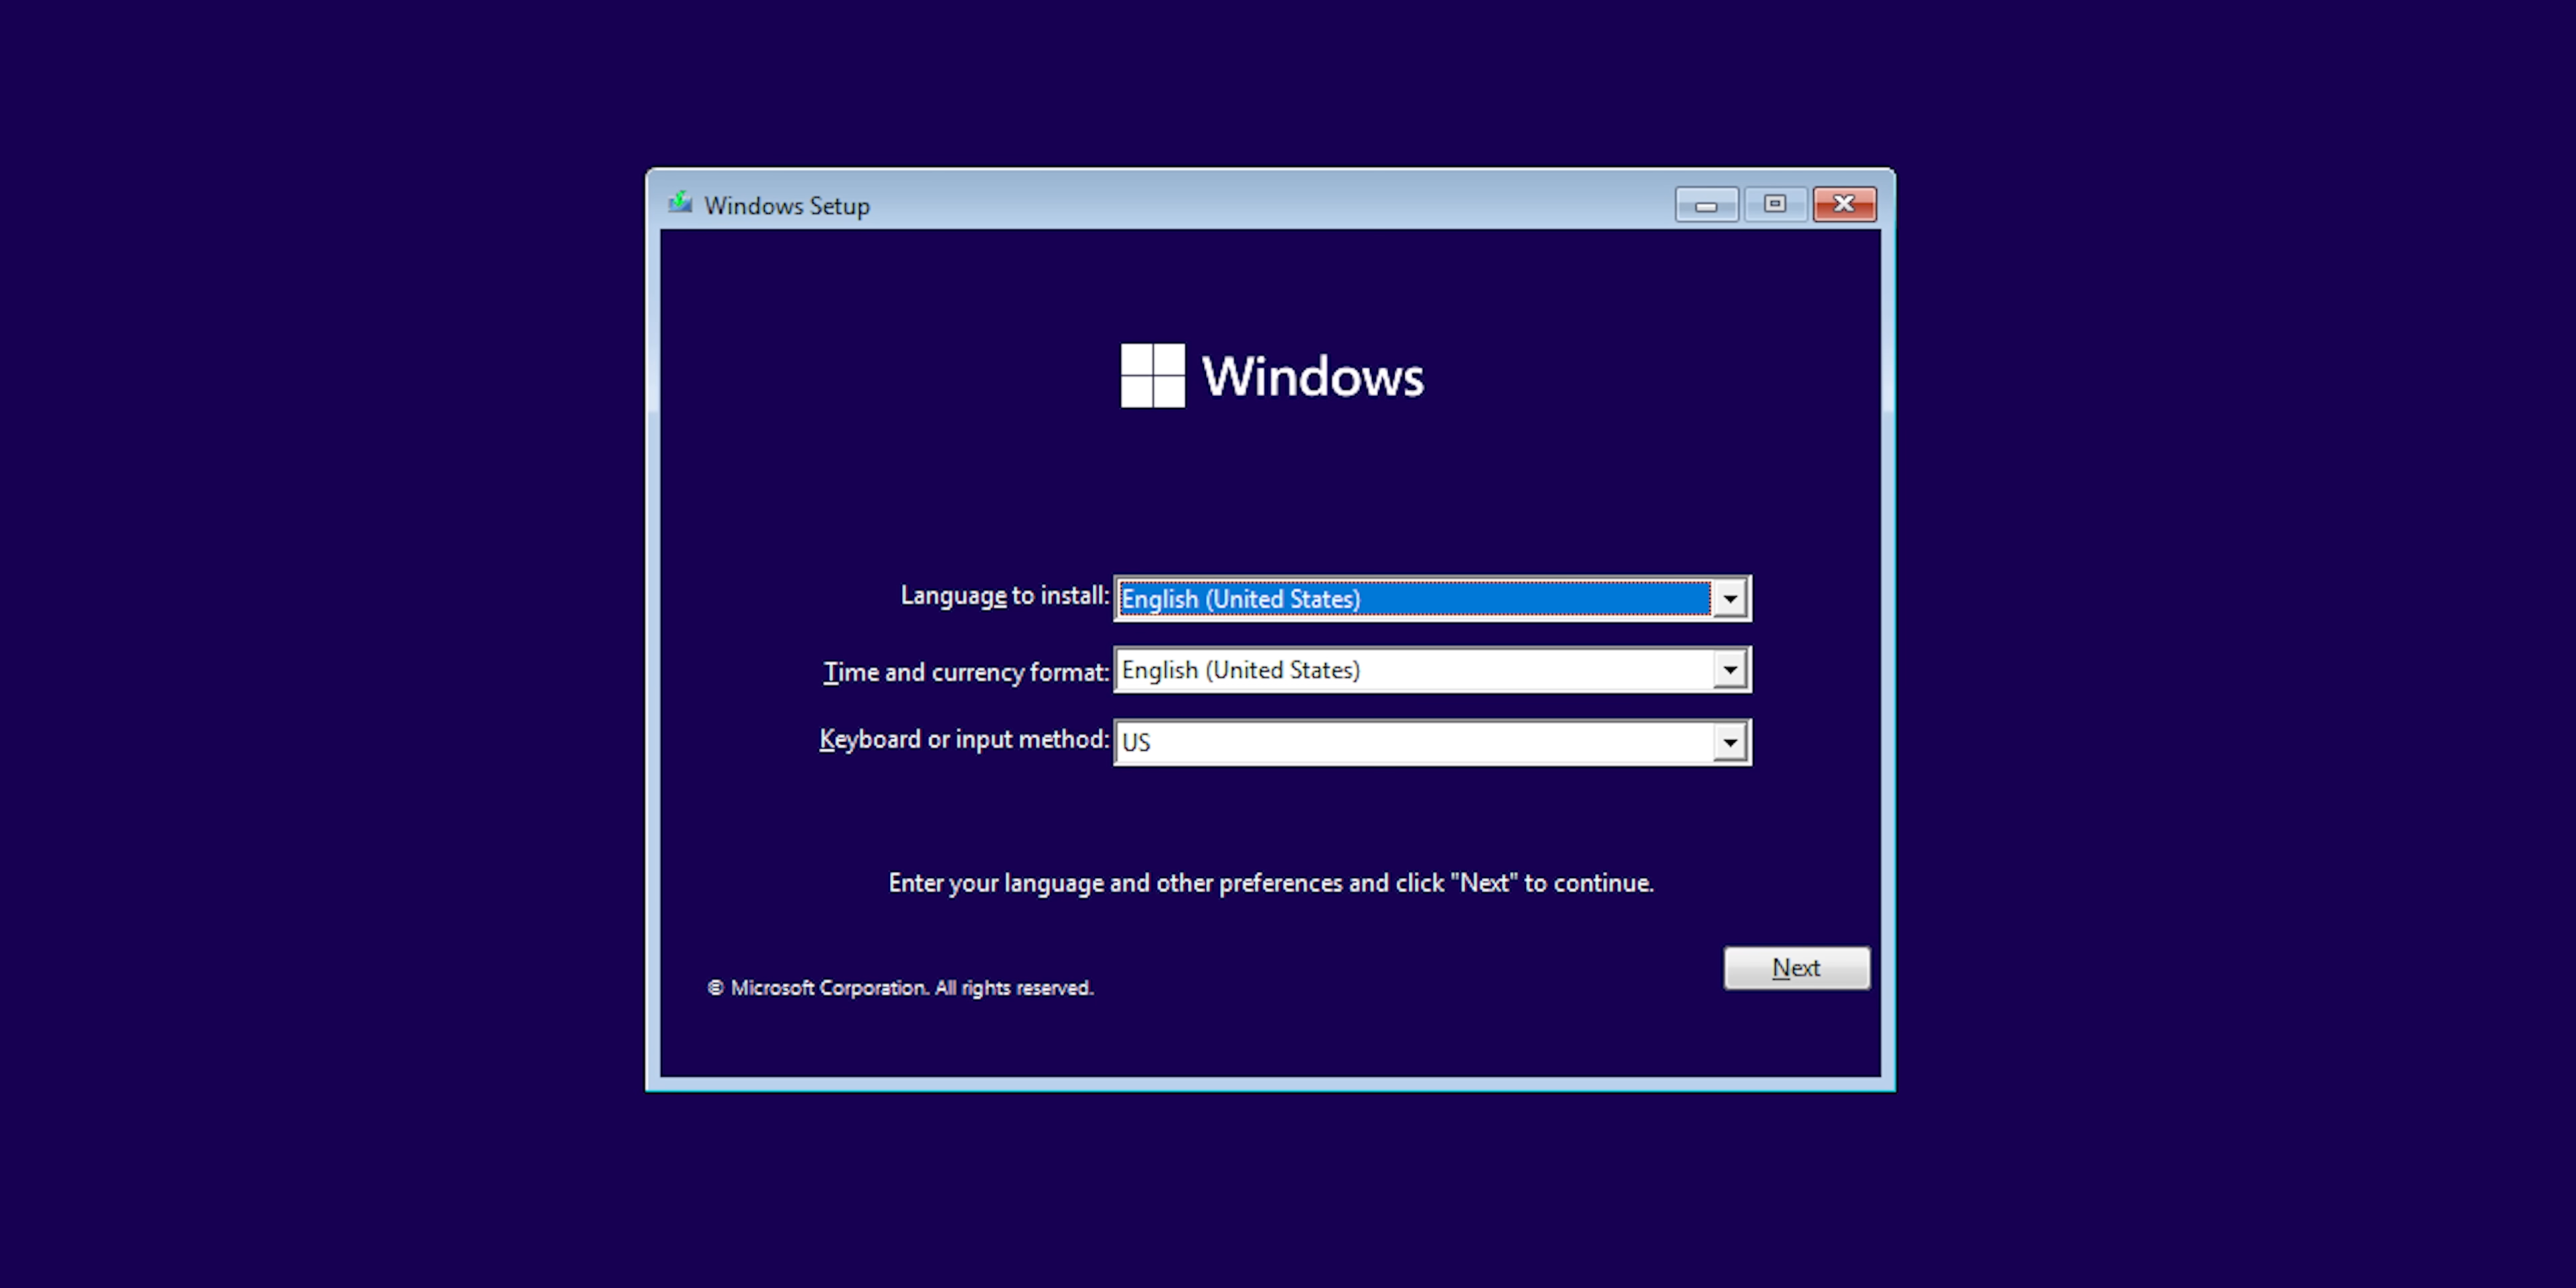 Windows Setup
Windows
Language to install: English (United States)
Time and currency format: English (United States)
Keyboard or input method: US
Enter your language and other preferences and click "Next" to continue.
Next
© Microsoft Corporation. All rights reserved.